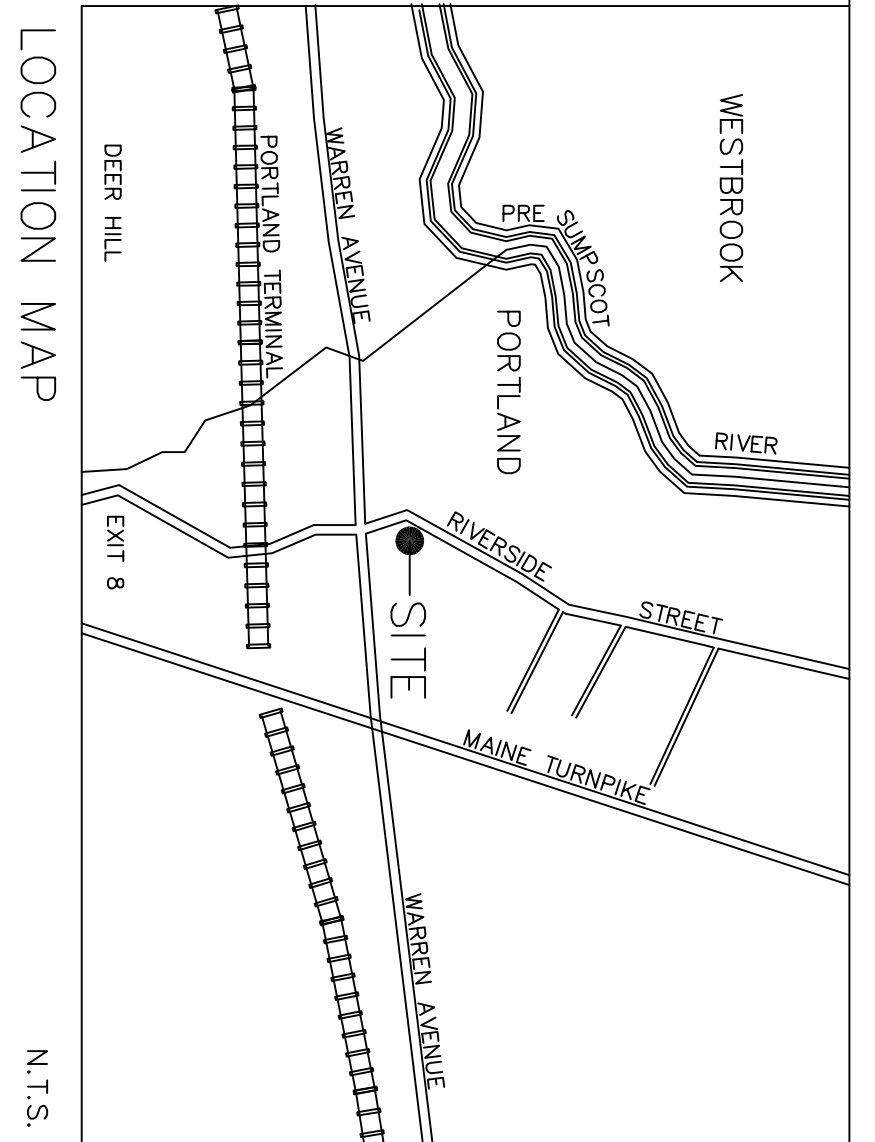 WESTBROOK
PRE SUMPSCOT
RIVER
PORTLAND
RIVERSIDE
STREET
SITE
MAINE TURNPIKE
WARREN AVENUE
WARREN AVENUE
PORTLAND TERMINAL
DEER HILL
EXIT 8
LOCATION MAP
N.T.S.